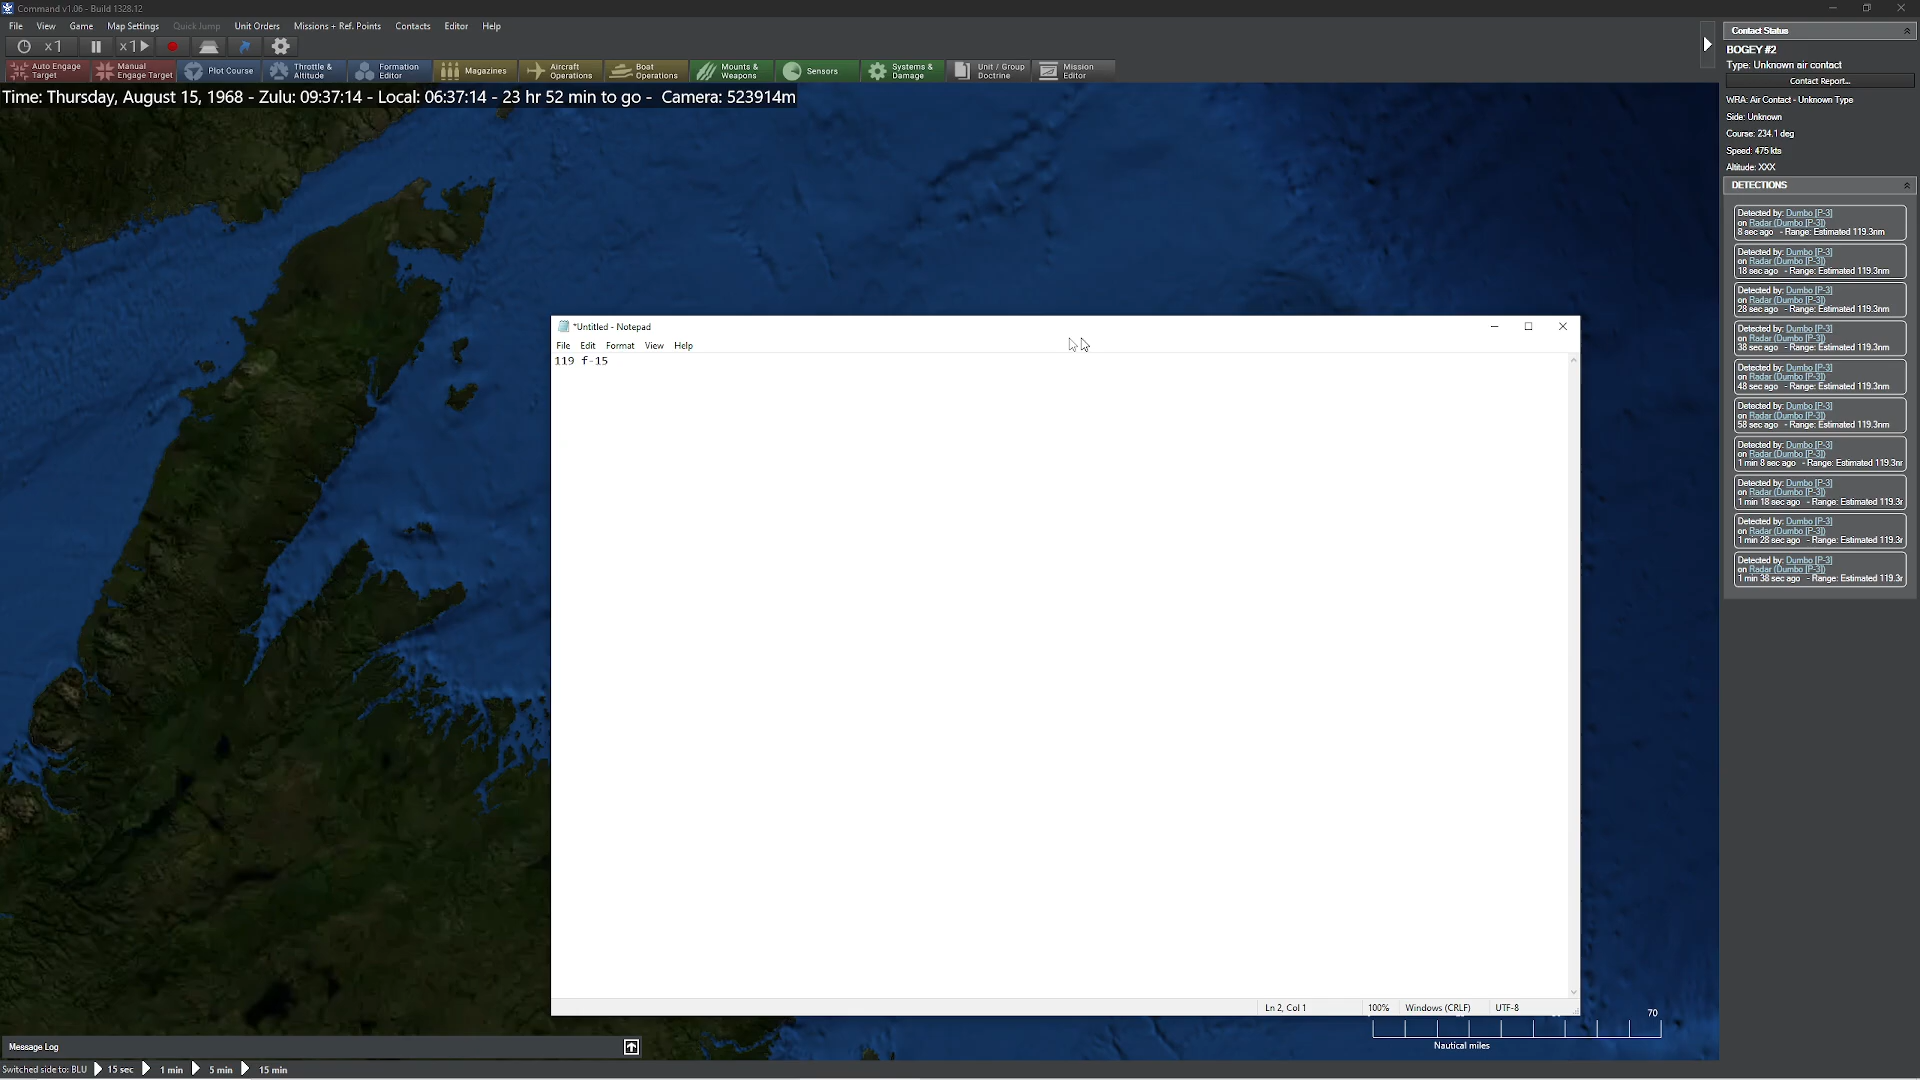 Command v1.06 - Build 1328.12
File View Game Map Settings Quick Jump Unit Orders Missions + Ref. Points Contacts Editor Help
x1 x1
Auto Engage Target
Manual Engage Target
Plot Course
Throttle & Altitude
Formation Editor
Magazines
Aircraft Operations
Boat Operations
Mounts & Weapons
Sensors
Systems & Damage
Unit / Group Doctrine
Mission Editor
Time: Thursday, August 15, 1968 - Zulu: 09:37:14 - Local: 06:37:14 - 23 hr 52 min to go - Camera: 523914m
*Untitled - Notepad
File Edit Format View Help
119 f-15
Ln 2, Col 1 100% Windows (CRLF) UTF-8
70
Nautical miles
Message Log
Switched side to: BLU 15 sec 1 min 5 min 15 min
Contact Status
BOGEY #2
Type: Unknown air contact
Contact Report...
WRA: Air Contact - Unknown Type
Side: Unknown
Course: 234.1 deg
Speed: 475 kts
Altitude: XXX
DETECTIONS
Detected by: Dumbo [P-3]
on Radar (Dumbo [P-3])
8 sec ago - Range: Estimated 119.3nm
Detected by: Dumbo [P-3]
on Radar (Dumbo [P-3])
18 sec ago - Range: Estimated 119.3nm
Detected by: Dumbo [P-3]
on Radar (Dumbo [P-3])
28 sec ago - Range: Estimated 119.3nm
Detected by: Dumbo [P-3]
on Radar (Dumbo [P-3])
38 sec ago - Range: Estimated 119.3nm
Detected by: Dumbo [P-3]
on Radar (Dumbo [P-3])
48 sec ago - Range: Estimated 119.3nm
Detected by: Dumbo [P-3]
on Radar (Dumbo [P-3])
58 sec ago - Range: Estimated 119.3nm
Detected by: Dumbo [P-3]
on Radar (Dumbo [P-3])
1 min 8 sec ago - Range: Estimated 119.3nr
Detected by: Dumbo [P-3]
on Radar (Dumbo [P-3])
1 min 18 sec ago - Range: Estimated 119.3r
Detected by: Dumbo [P-3]
on Radar (Dumbo [P-3])
1 min 28 sec ago - Range: Estimated 119.3r
Detected by: Dumbo [P-3]
on Radar (Dumbo [P-3])
1 min 38 sec ago - Range: Estimated 119.3r